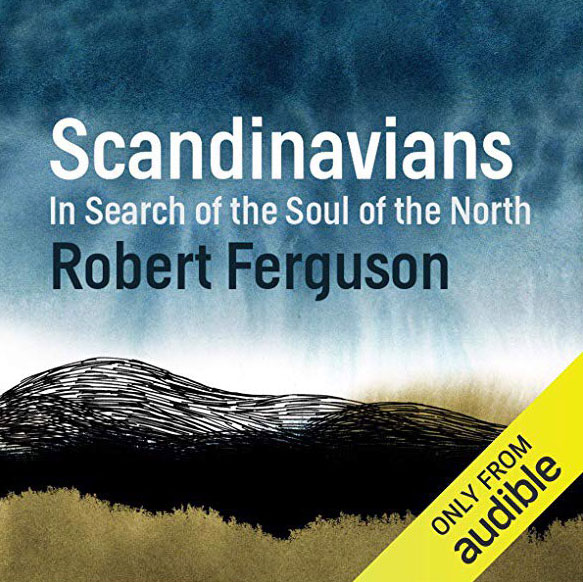 Scandinavians
In Search of the Soul of the North
Robert Ferguson
ONLY FROM
audible